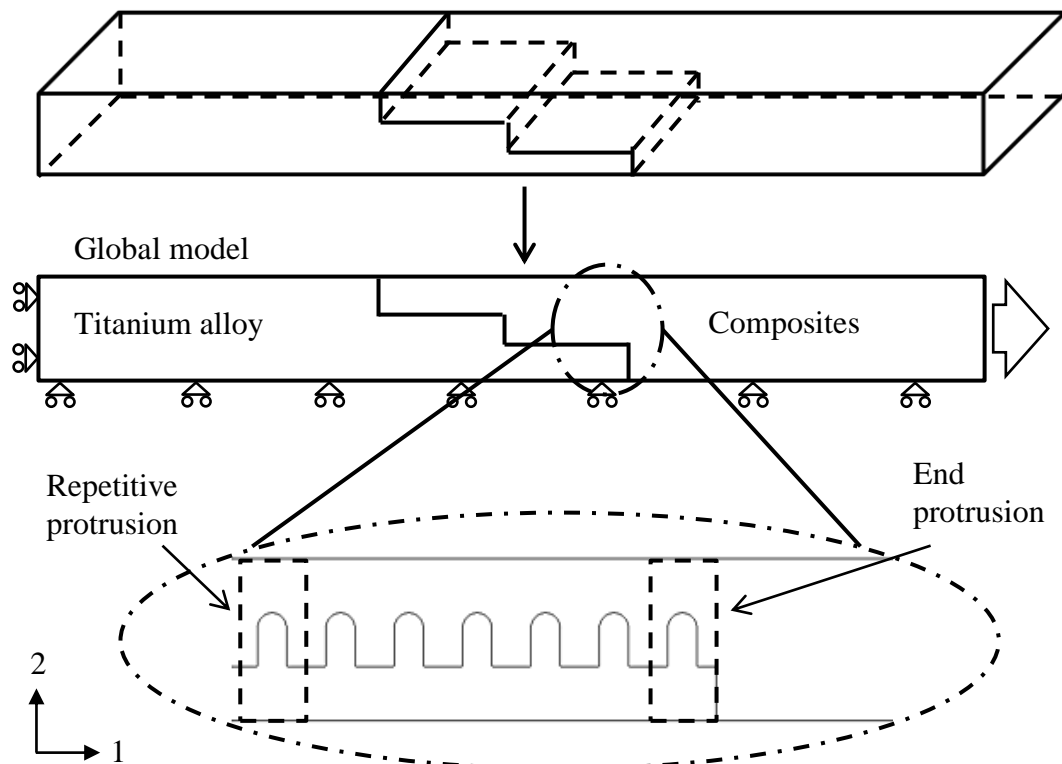 Global model
Titanium alloy
Composites
Repetitive
protrusion
End
protrusion
2
1